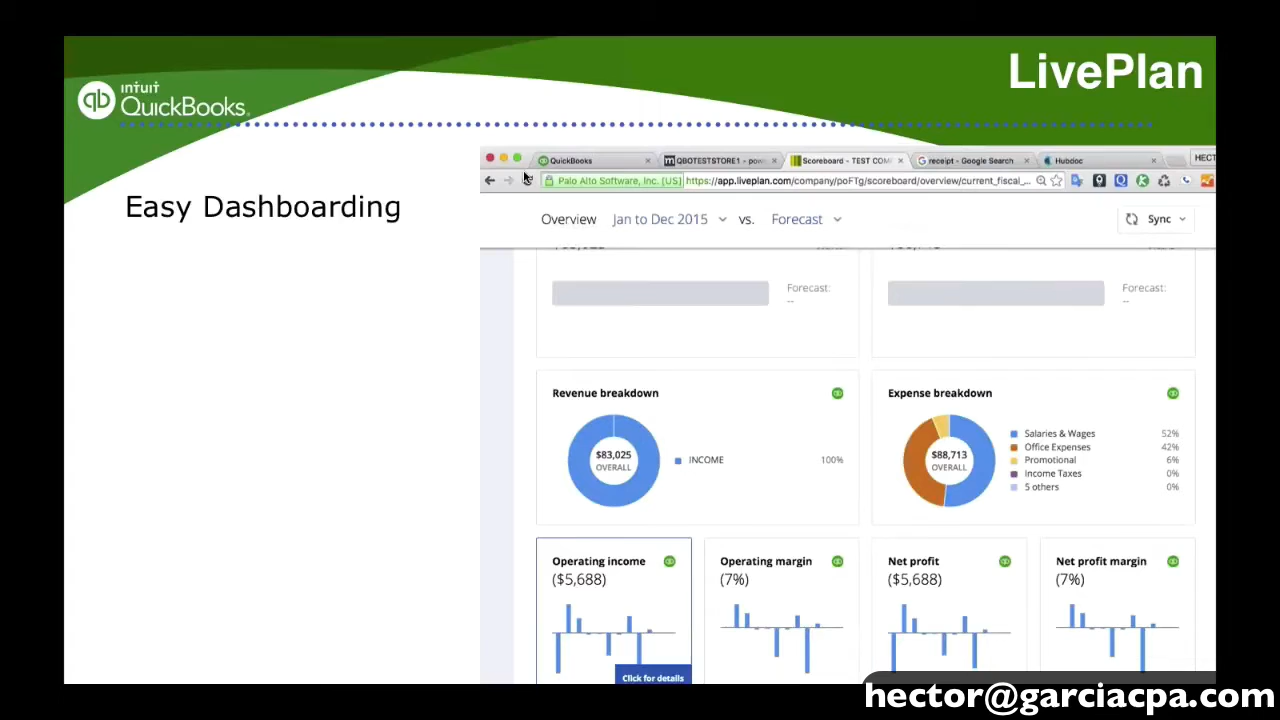 LivePlan
ıntuıt
QuickBooks.
Easy Dashboarding
QuickBooks
QBOTESTSTORE1 - pow
Scoreboard - TEST COM
receipt - Google Search
Hubdoc
HECT
Palo Alto Software, Inc. [US] https://app.liveplan.com/company/poFTg/scoreboard/overview/current_fiscal_...
Overview Jan to Dec 2015 vs. Forecast
Sync
Forecast:
--
Forecast:
--
Revenue breakdown
$83,025
OVERALL
INCOME 100%
Expense breakdown
$88,713
OVERALL
Salaries & Wages 52%
Office Expenses 42%
Promotional 6%
Income Taxes 0%
5 others 0%
Operating income
($5,688)
Click for details
Operating margin
(7%)
Net profit
($5,688)
Net profit margin
(7%)
hector@garciacpa.com